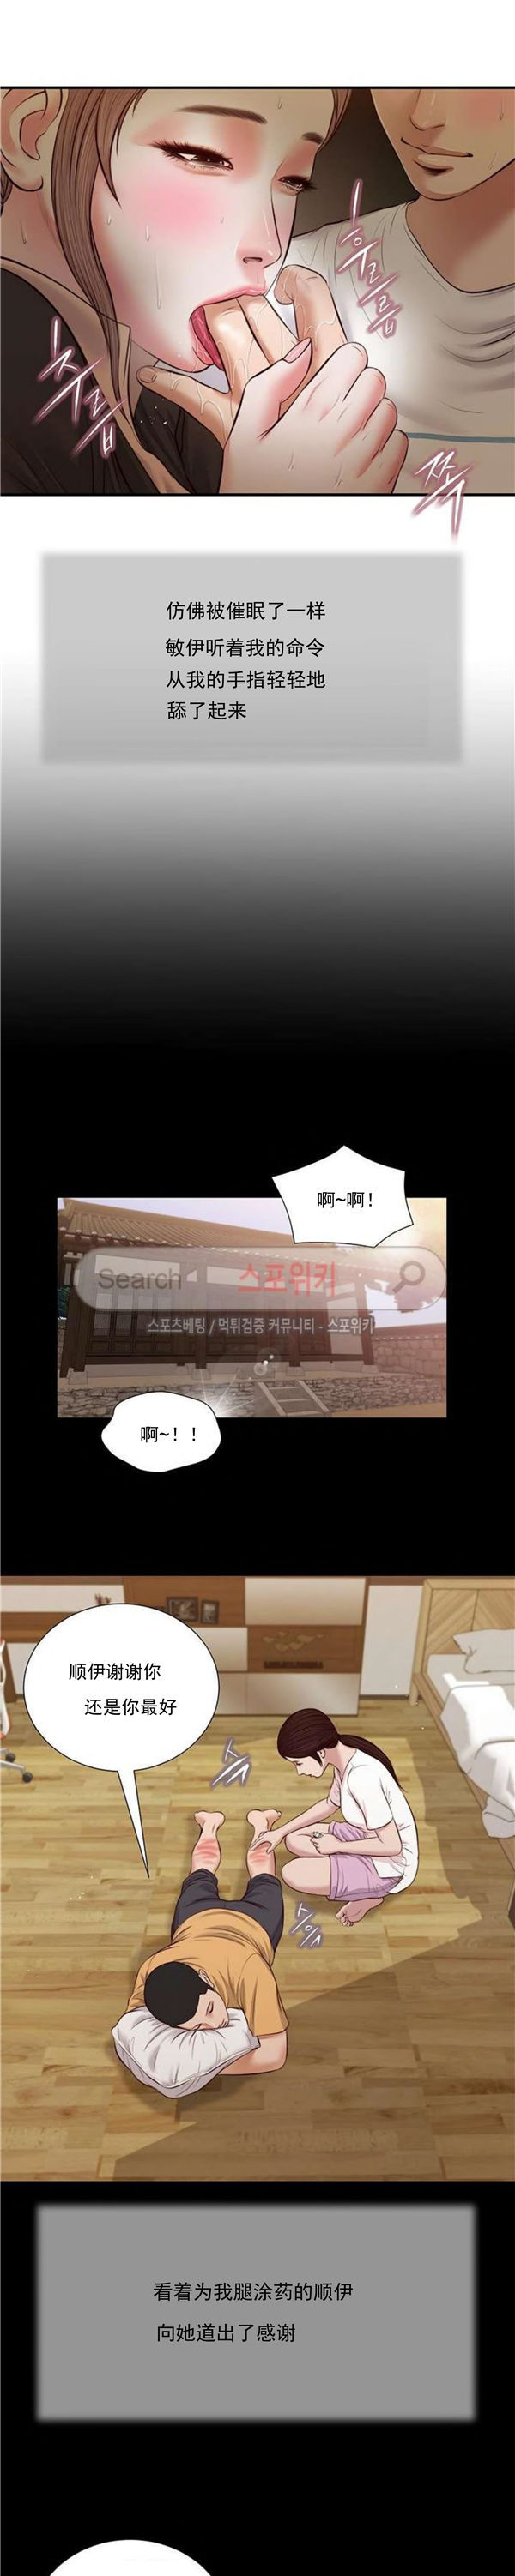 후르릅
추릅
쪽
仿佛被催眠了一样
敏伊听着我的命令
从我的手指轻轻地
舔了起来
啊~啊！
Search 스포위키
스포츠베팅 / 먹튀검증 커뮤니티 - 스포위키
啊~！！
顺伊谢谢你
还是你最好
스
스윽
看着为我腿涂药的顺伊
向她道出了感谢